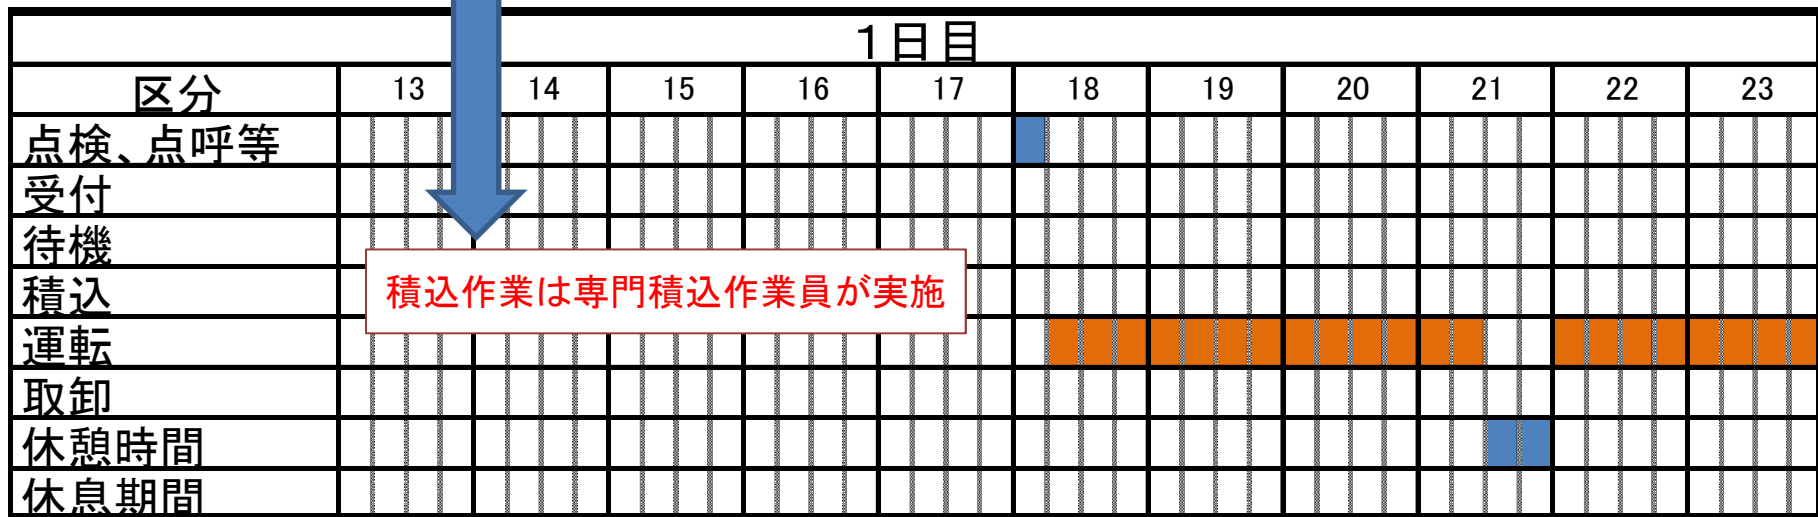 1日目
区分 13 14 15 16 17 18 19 20 21 22 23
点検、点呼等
受付
待機
積込
積込作業は専門積込作業員が実施
運転
取卸
休憩時間
休息期間